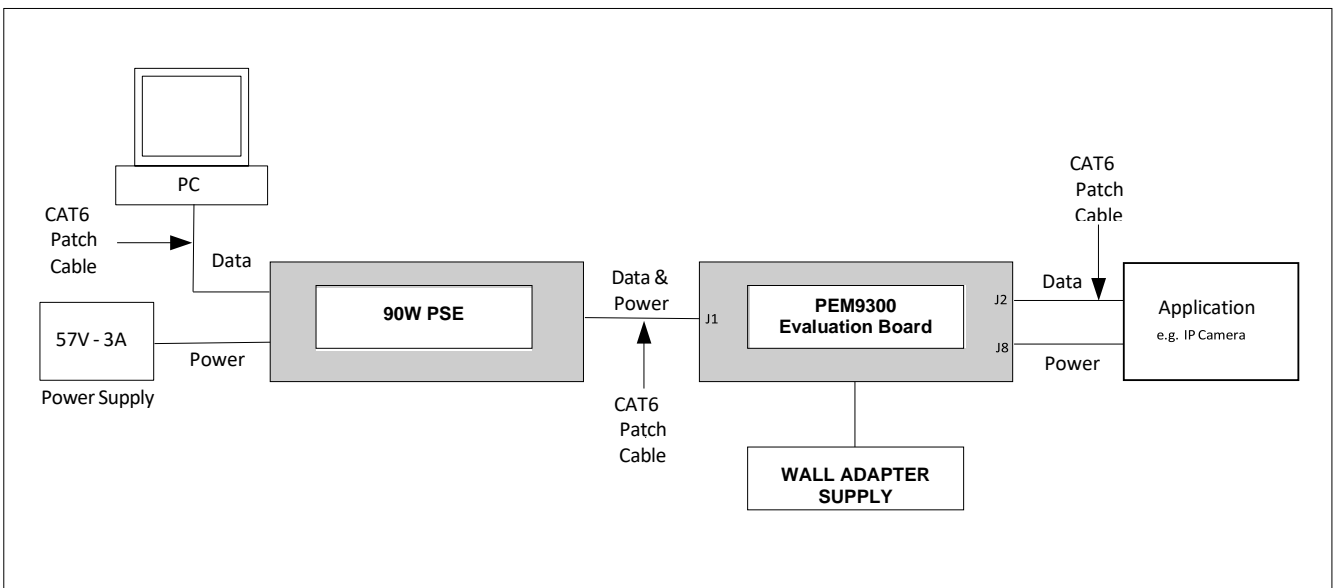 PC
CAT6
Patch
Cable
Data
57V - 3A
Power
Power Supply
90W PSE
Data &
Power
CAT6
Patch
Cable
J1
PEM9300
Evaluation Board
J2
J8
WALL ADAPTER
SUPPLY
CAT6
Patch
Cable
Data
Power
Application
e.g. IP Camera